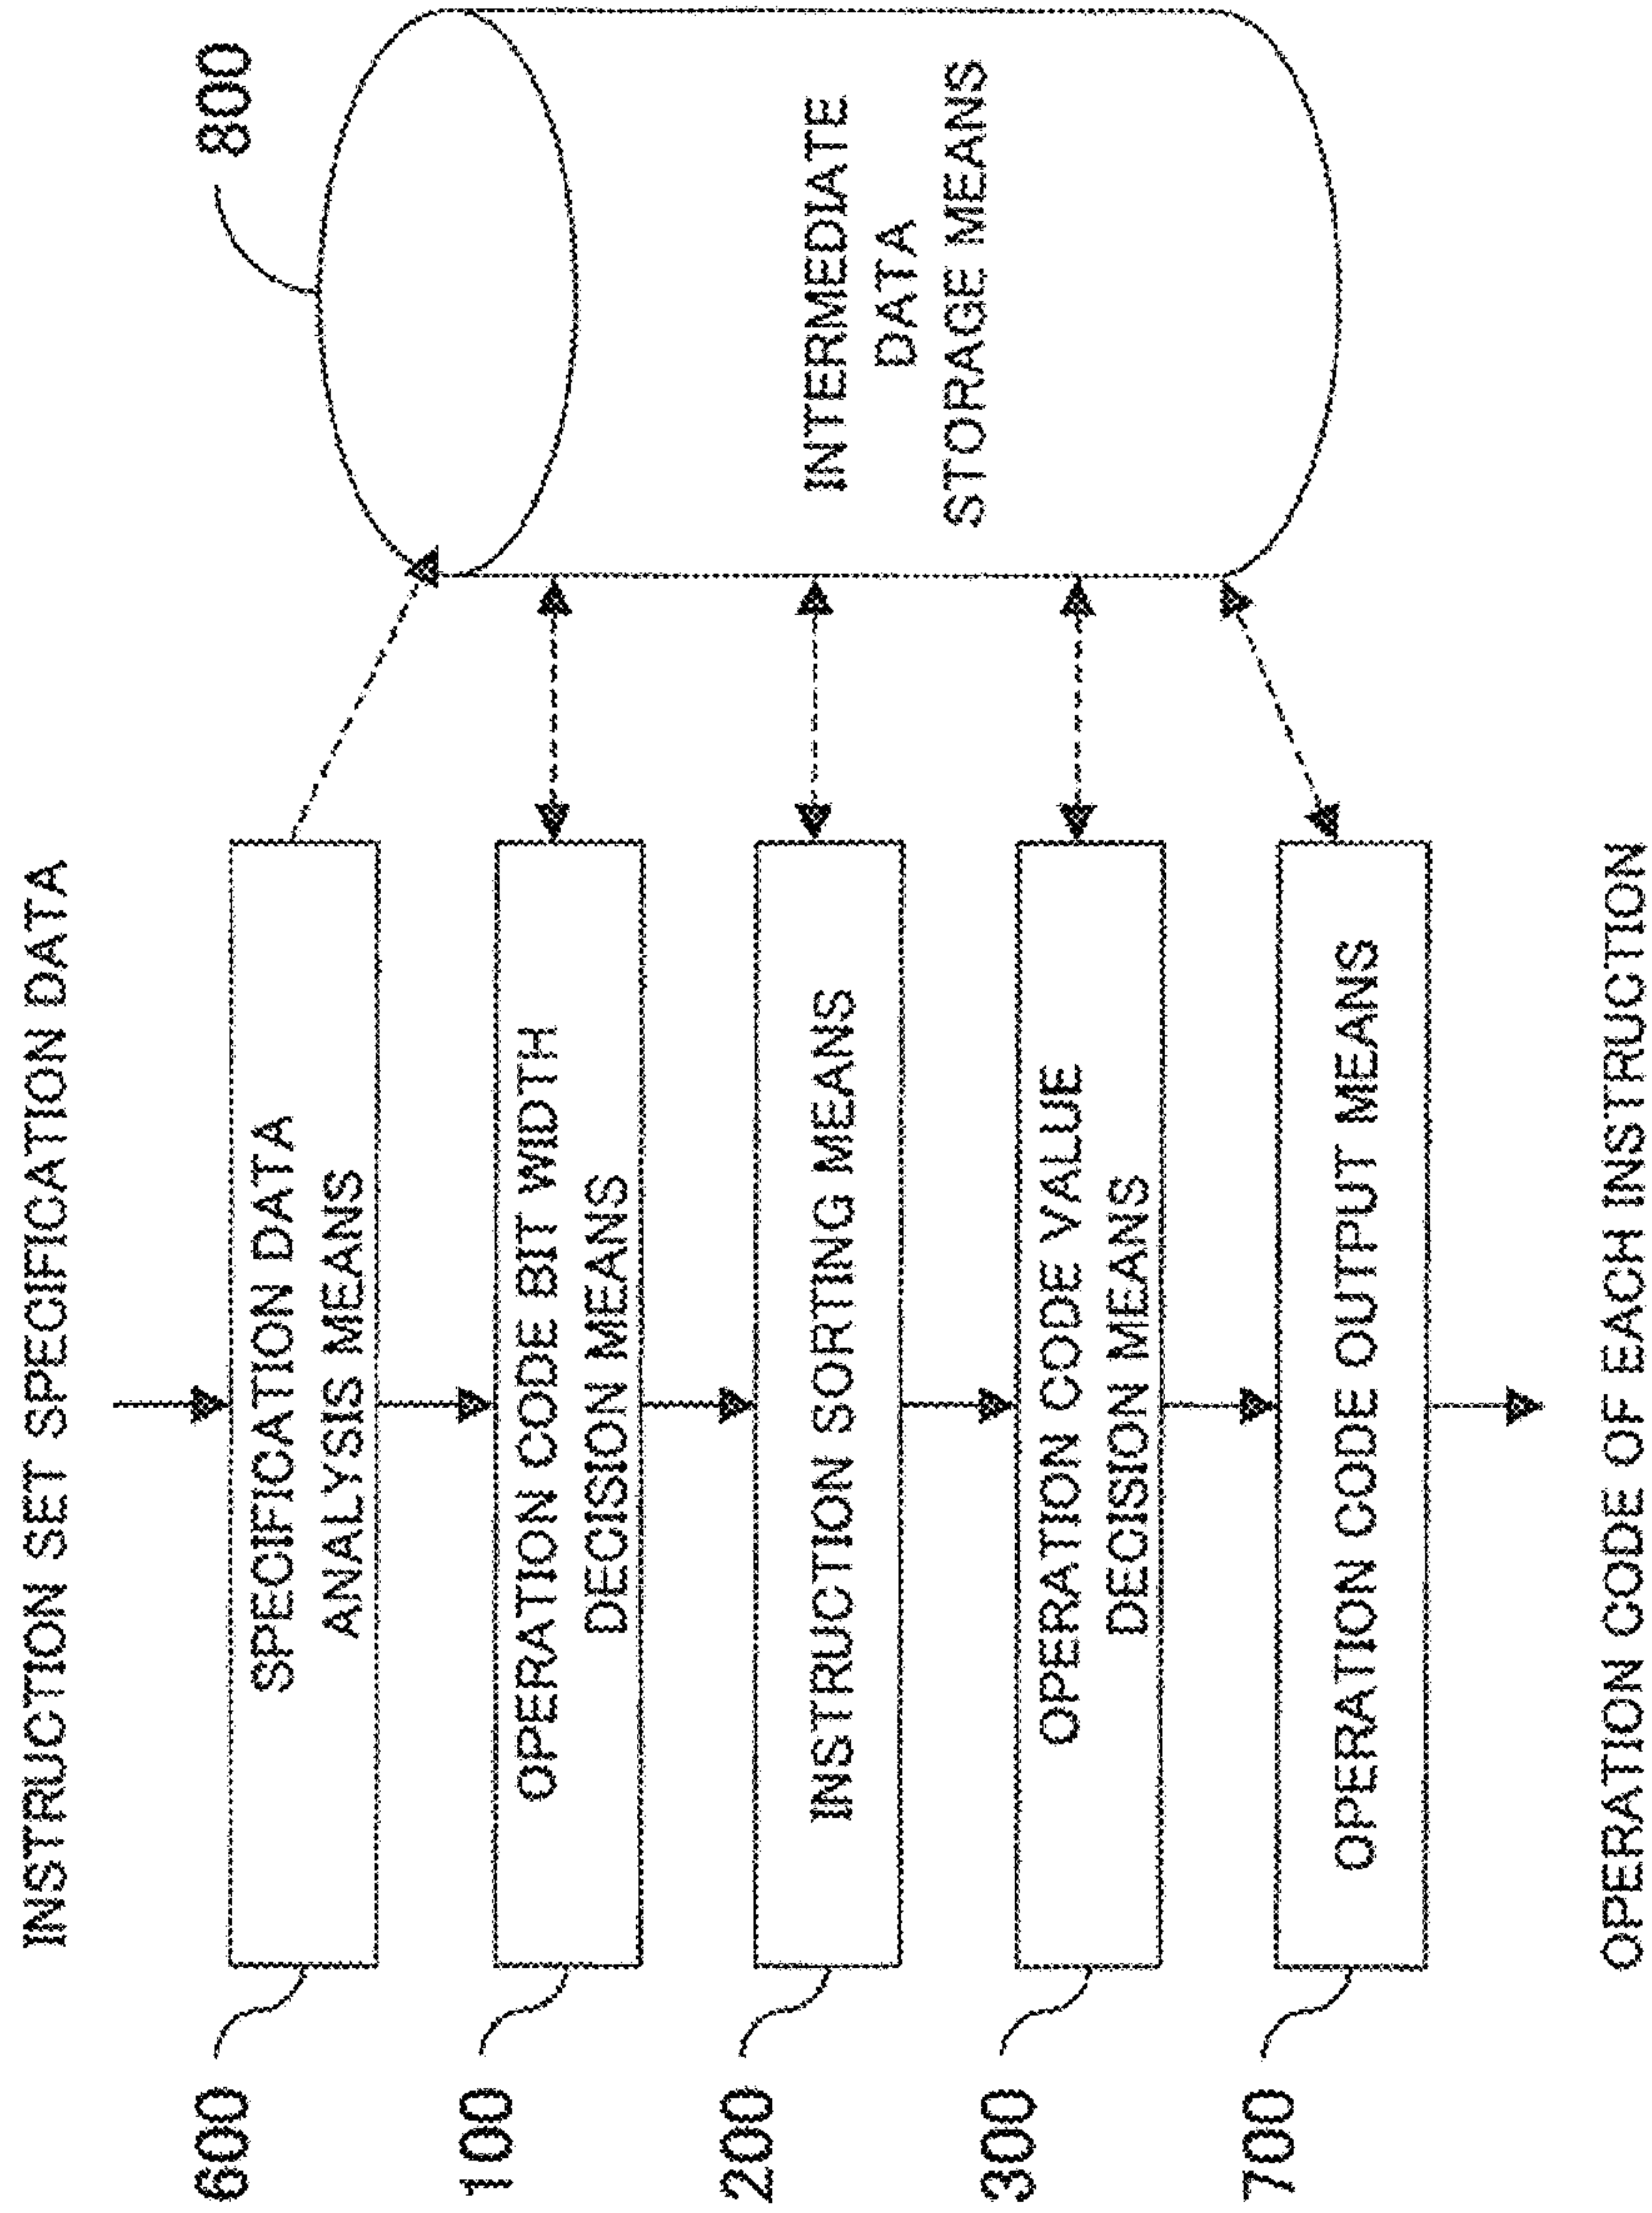 INSTRUCTION SET SPECIFICATION DATA
600
SPECIFICATION DATA
ANALYSIS MEANS
100
OPERATION CODE BIT WIDTH
DECISION MEANS
200
INSTRUCTION SORTING MEANS
300
OPERATION CODE VALUE
DECISION MEANS
700
OPERATION CODE OUTPUT MEANS
OPERATION CODE OF EACH INSTRUCTION
800
INTERMEDIATE
DATA
STORAGE MEANS